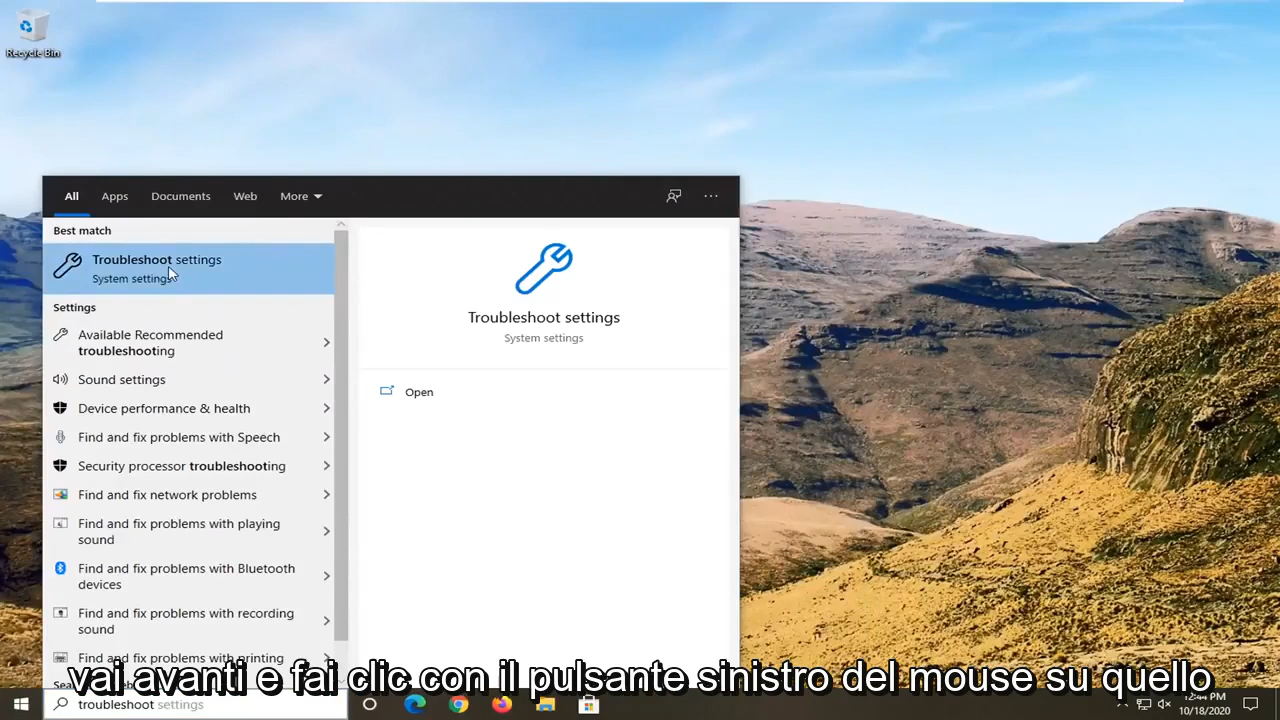 Recycle Bin
All
Apps
Documents
Web
More
Best match
Troubleshoot settings
System settings
Settings
Available Recommended
troubleshooting
Sound settings
Device performance & health
Find and fix problems with Speech
Security processor troubleshooting
Find and fix network problems
Find and fix problems with playing
sound
Find and fix problems with Bluetooth
devices
Find and fix problems with recording
sound
Find and fix problems with printing
Troubleshoot settings
System settings
Open
vai avanti e fai clic con il pulsante sinistro del mouse su quello
troubleshoot settings
12:44 PM
10/18/2020